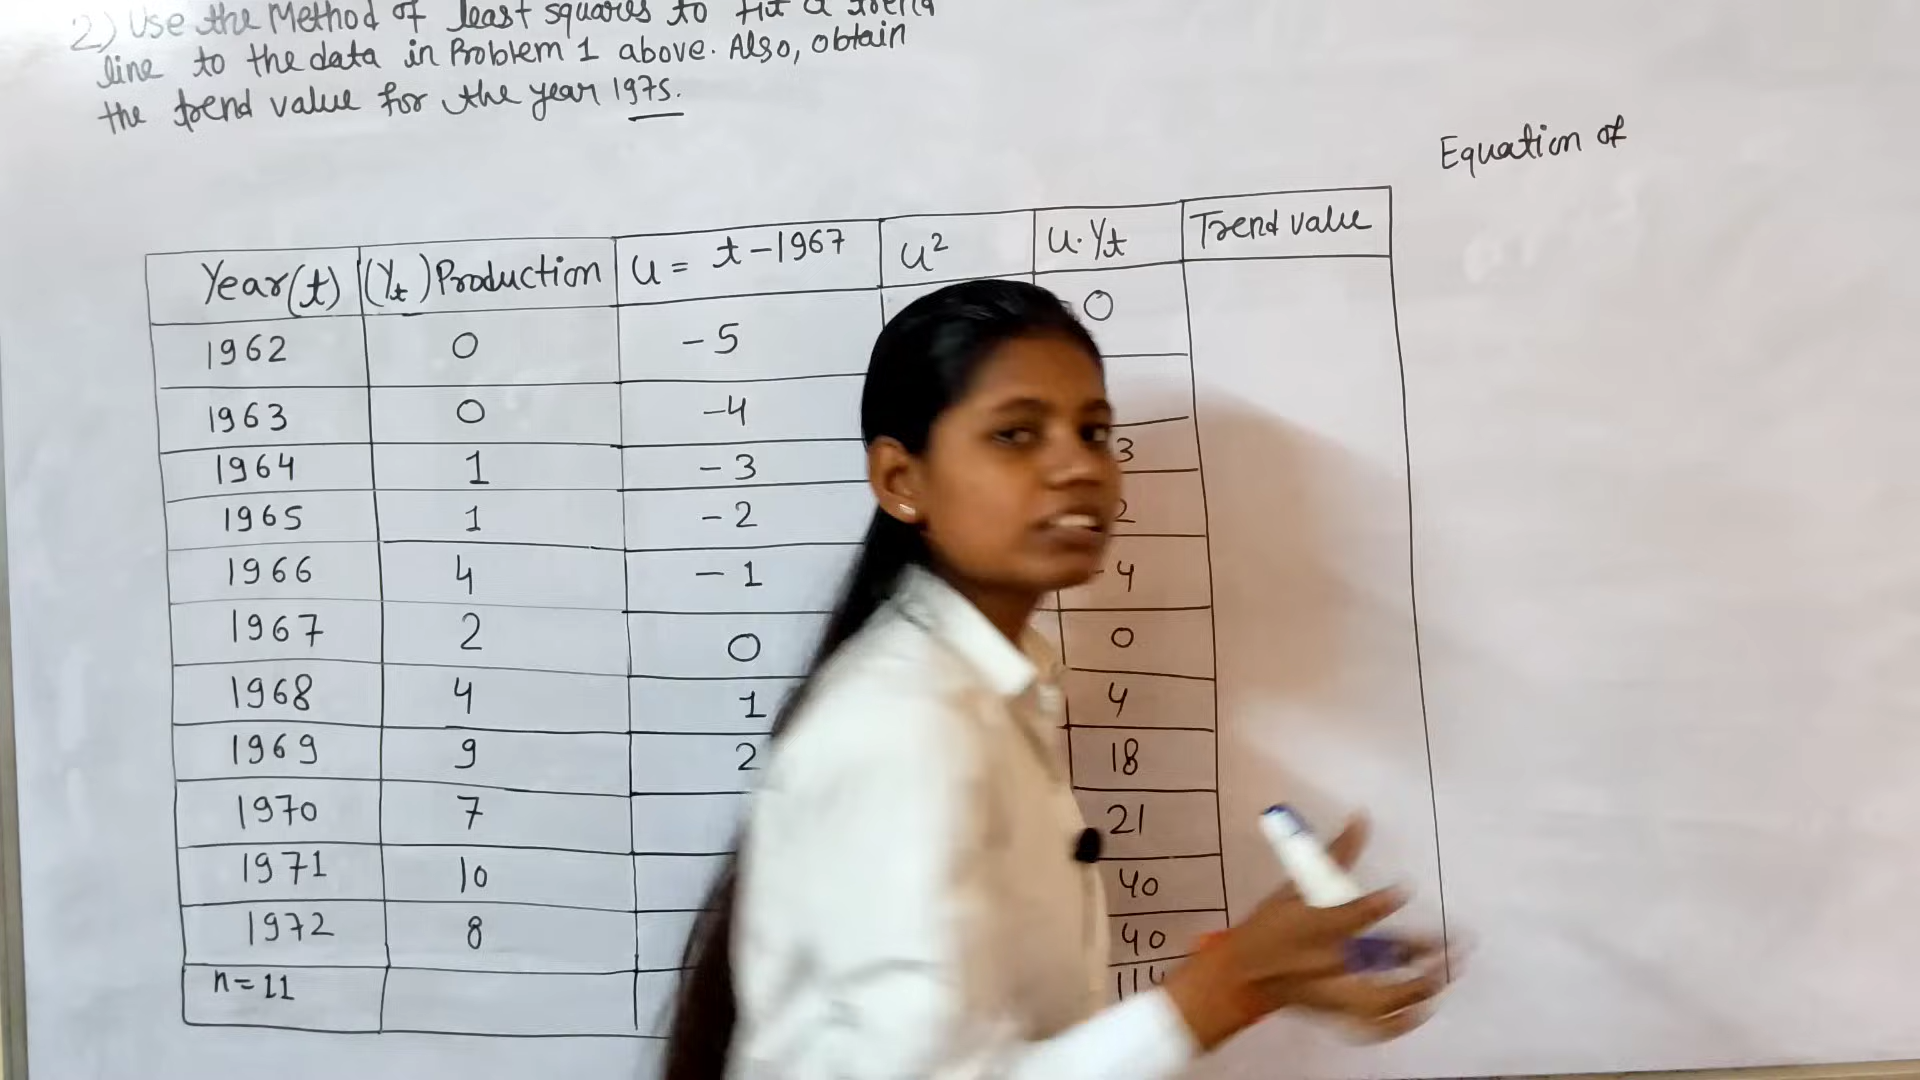 2) Use the Method of least squares to fit a trend
line to the data in Problem 1 above. Also, obtain
the trend value for the year 1975.
Equation of
Year(t) (Yt) Production U = t-1967 U² U.Yt Trend value
1962 0 -5 0
1963 0 -4
1964 1 -3 3
1965 1 -2 2
1966 4 -1 -4
1967 2 0 0
1968 4 1 4
1969 9 2 18
1970 7 21
1971 10 40
1972 8 40
n=11 114